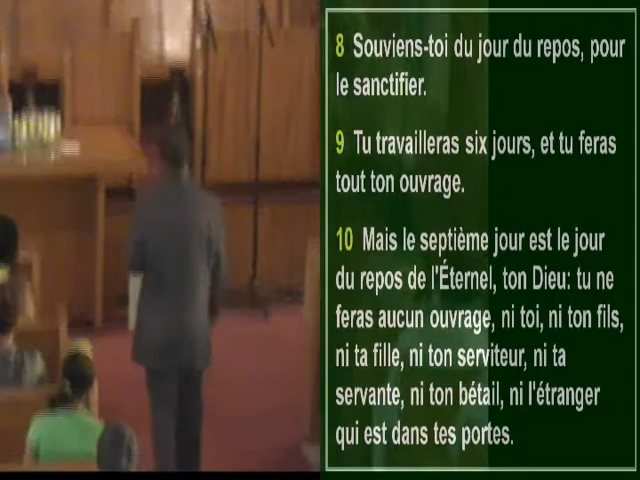 8 Souviens-toi du jour du repos, pour
le sanctifier.
9 Tu travailleras six jours, et tu feras
tout ton ouvrage.
10 Mais le septième jour est le jour
du repos de l'Éternel, ton Dieu: tu ne
feras aucun ouvrage, ni toi, ni ton fils,
ni ta fille, ni ton serviteur, ni ta
servante, ni ton bétail, ni l'étranger
qui est dans tes portes.